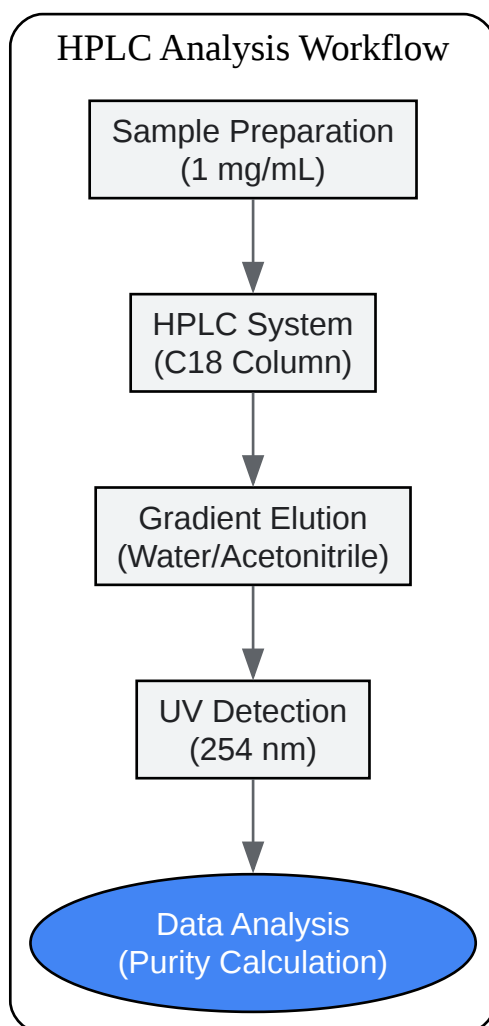 HPLC Analysis Workflow
Sample Preparation
(1 mg/mL)
HPLC System
(C18 Column)
Gradient Elution
(Water/Acetonitrile)
UV Detection
(254 nm)
Data Analysis
(Purity Calculation)